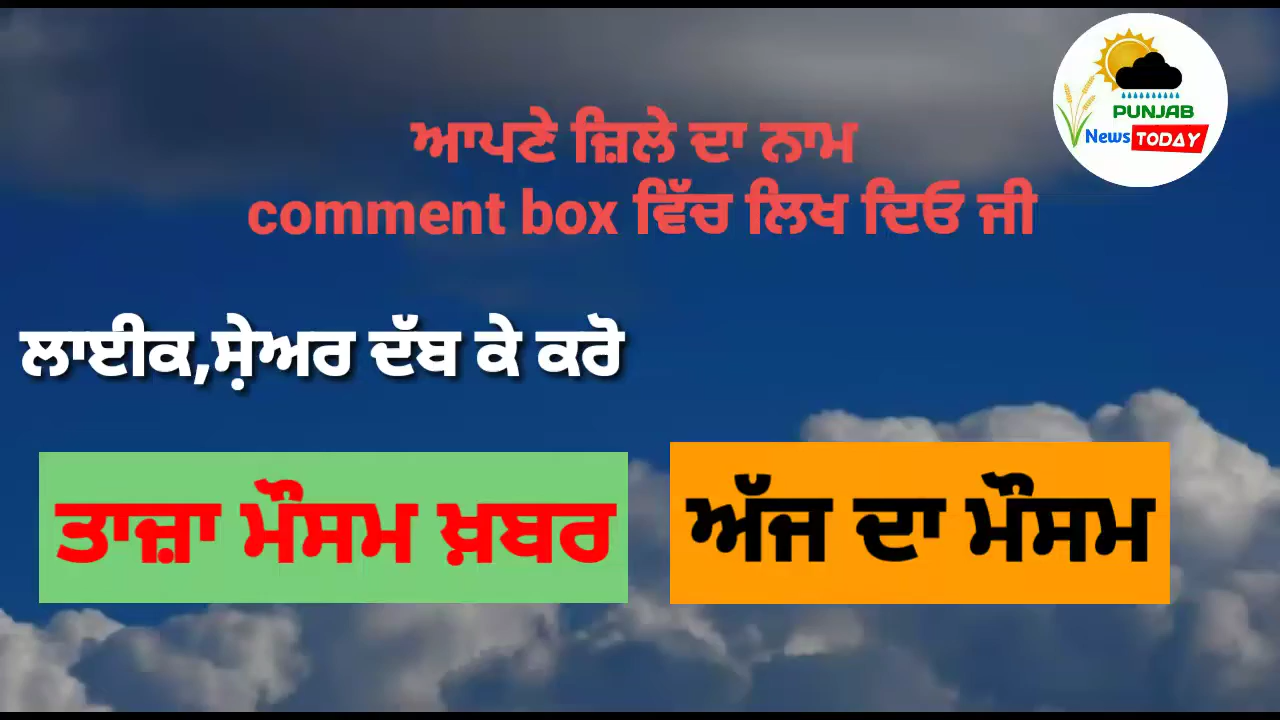 PUNJAB
News TODAY
ਆਪਣੇ ਜ਼ਿਲੇ ਦਾ ਨਾਮ
comment box ਵਿੱਚ ਲਿਖ ਦਿਓ ਜੀ
ਲਾਈਕ,ਸ਼ੇਅਰ ਦੱਬ ਕੇ ਕਰੋ
ਤਾਜ਼ਾ ਮੌਸਮ ਖ਼ਬਰ
ਅੱਜ ਦਾ ਮੌਸਮ